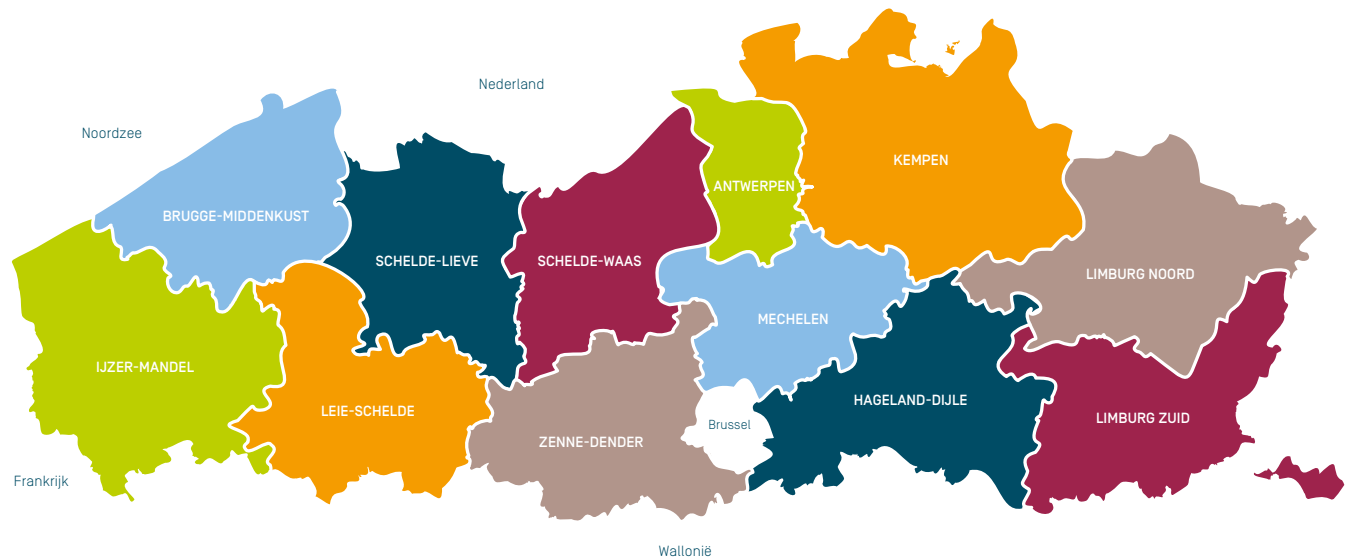 Nederland
Noordzee
KEMPEN
ANTWERPEN
BRUGGE-MIDDENKUST
SCHELDE-LIEVE
SCHELDE-WAAS
LIMBURG NOORD
MECHELEN
IJZER-MANDEL
HAGELAND-DIJLE
LEIE-SCHELDE
LIMBURG ZUID
Brussel
ZENNE-DENDER
Frankrijk
Wallonië